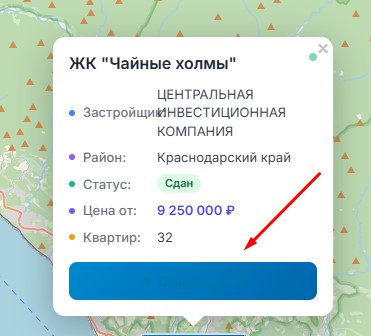 ЖК "Чайные холмы"
ЦЕНТРАЛЬНАЯ
Застройщик: ИНВЕСТИЦИОННАЯ
КОМПАНИЯ
Район: Краснодарский край
Статус: Сдан
Цена от: 9 250 000 ₽
Квартир: 32